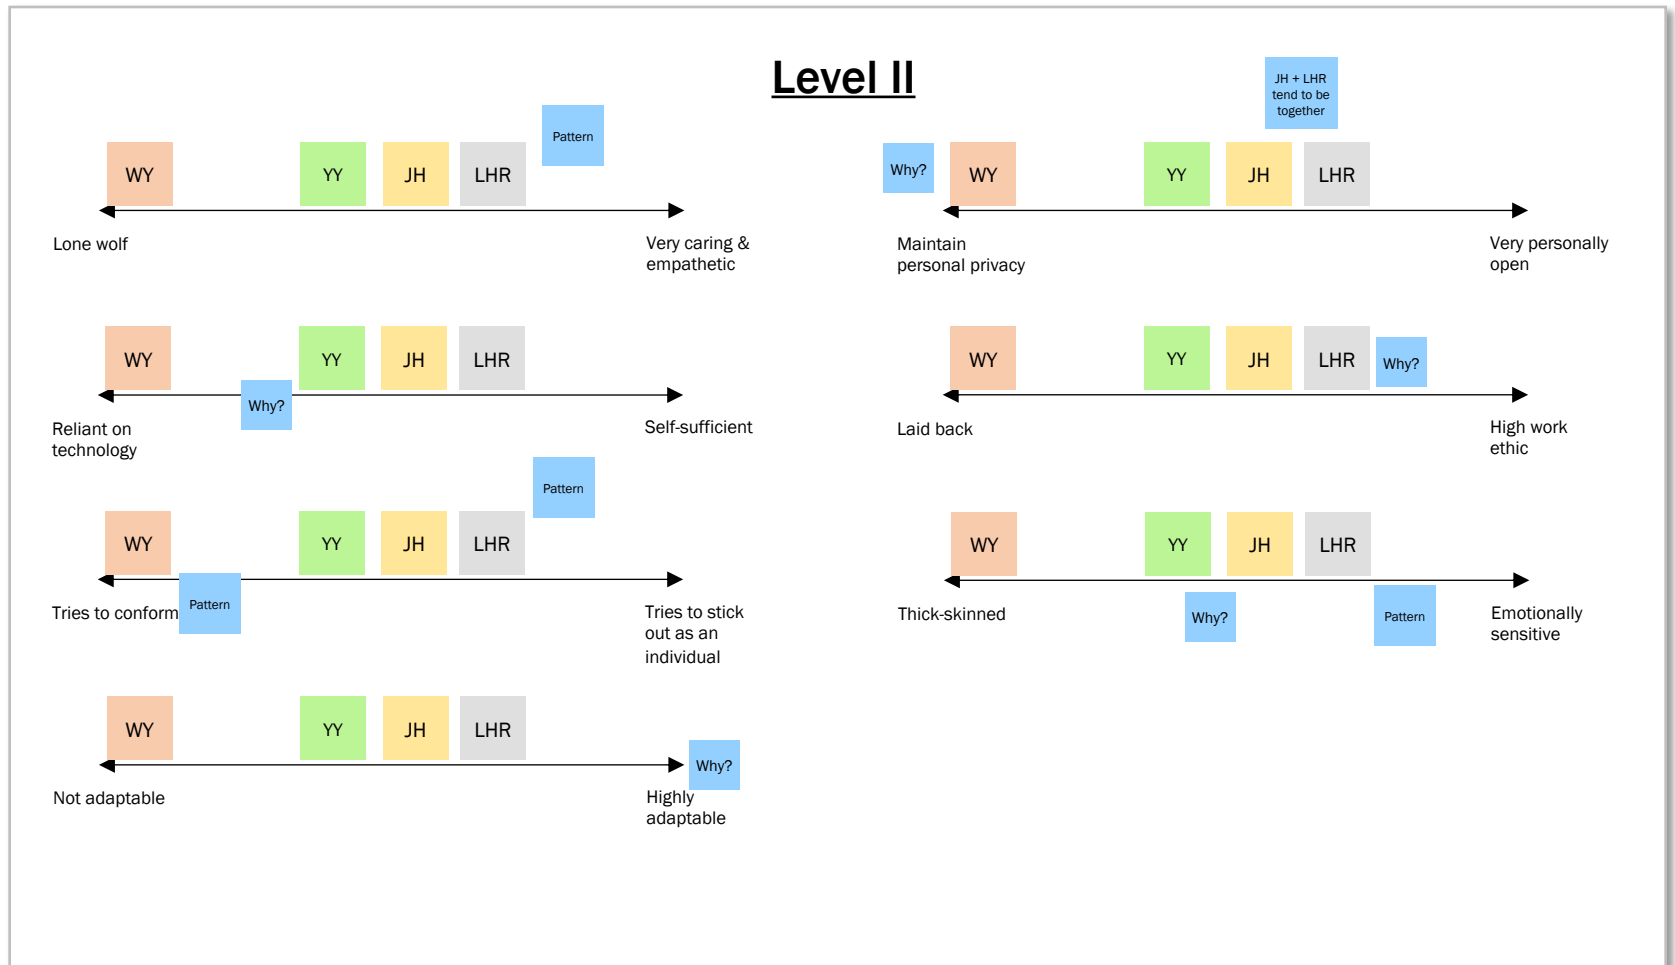 Level II
Pattern
WY
YY
JH
LHR
Lone wolf
Very caring &
empathetic
JH + LHR
tend to be
together
Why?
WY
YY
JH
LHR
Maintain
personal privacy
Very personally
open
WY
YY
JH
LHR
Why?
Reliant on
technology
Self-sufficient
WY
YY
JH
LHR
Why?
Laid back
High work
ethic
Pattern
WY
YY
JH
LHR
Tries to conform
Pattern
Tries to stick
out as an
individual
WY
YY
JH
LHR
Thick-skinned
Why?
Pattern
Emotionally
sensitive
WY
YY
JH
LHR
Why?
Not adaptable
Highly
adaptable